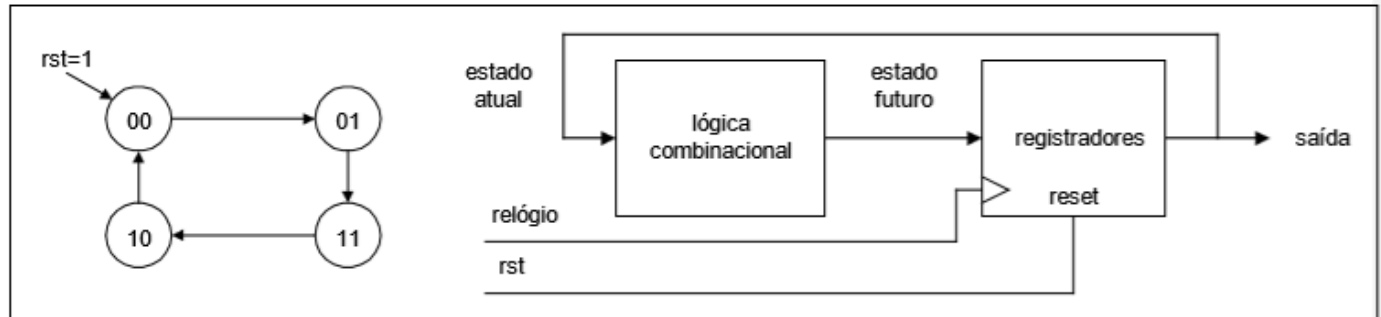 rst=1
00
01
10
11
estado
atual
lógica
combinacional
estado
futuro
registradores
reset
saída
relógio
rst